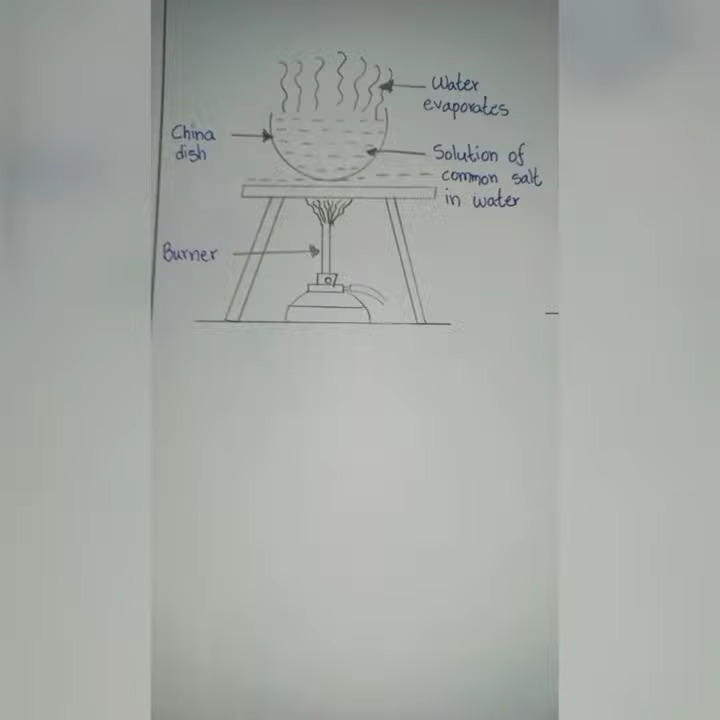 Water
evaporates
China
dish
Solution of
common salt
in water
Burner